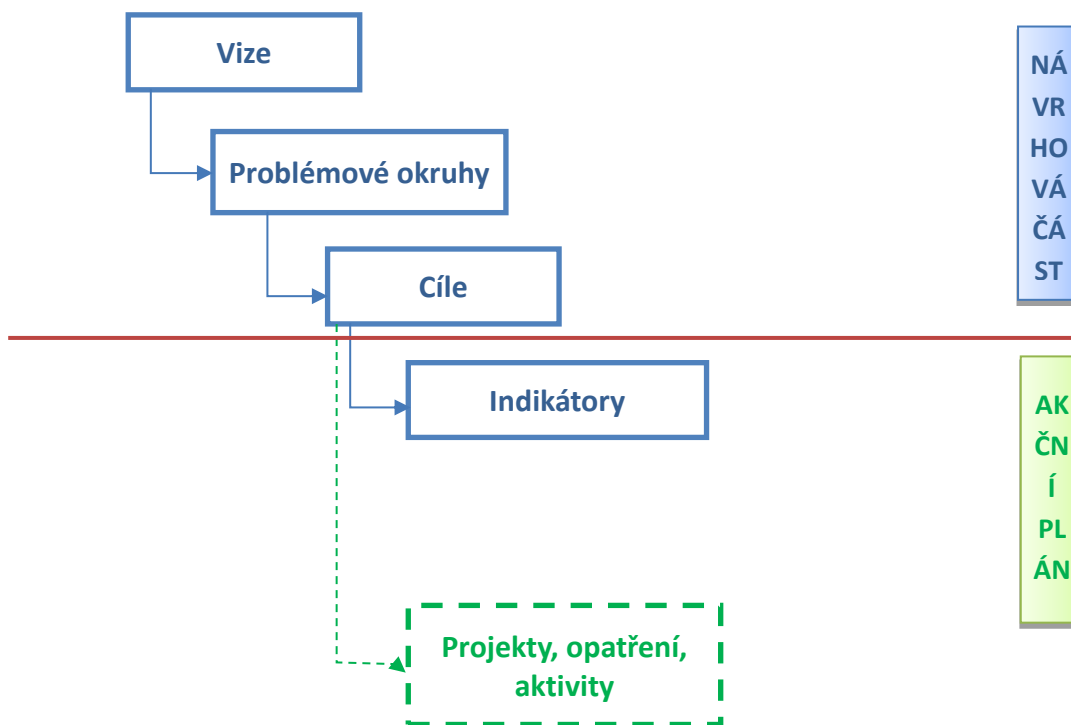 Vize
Problémové okruhy
Cíle
Indikátory
Projekty, opatření,
aktivity
NÁ
VR
HO
VÁ
ČÁ
ST
AK
ČN
Í
PL
ÁN